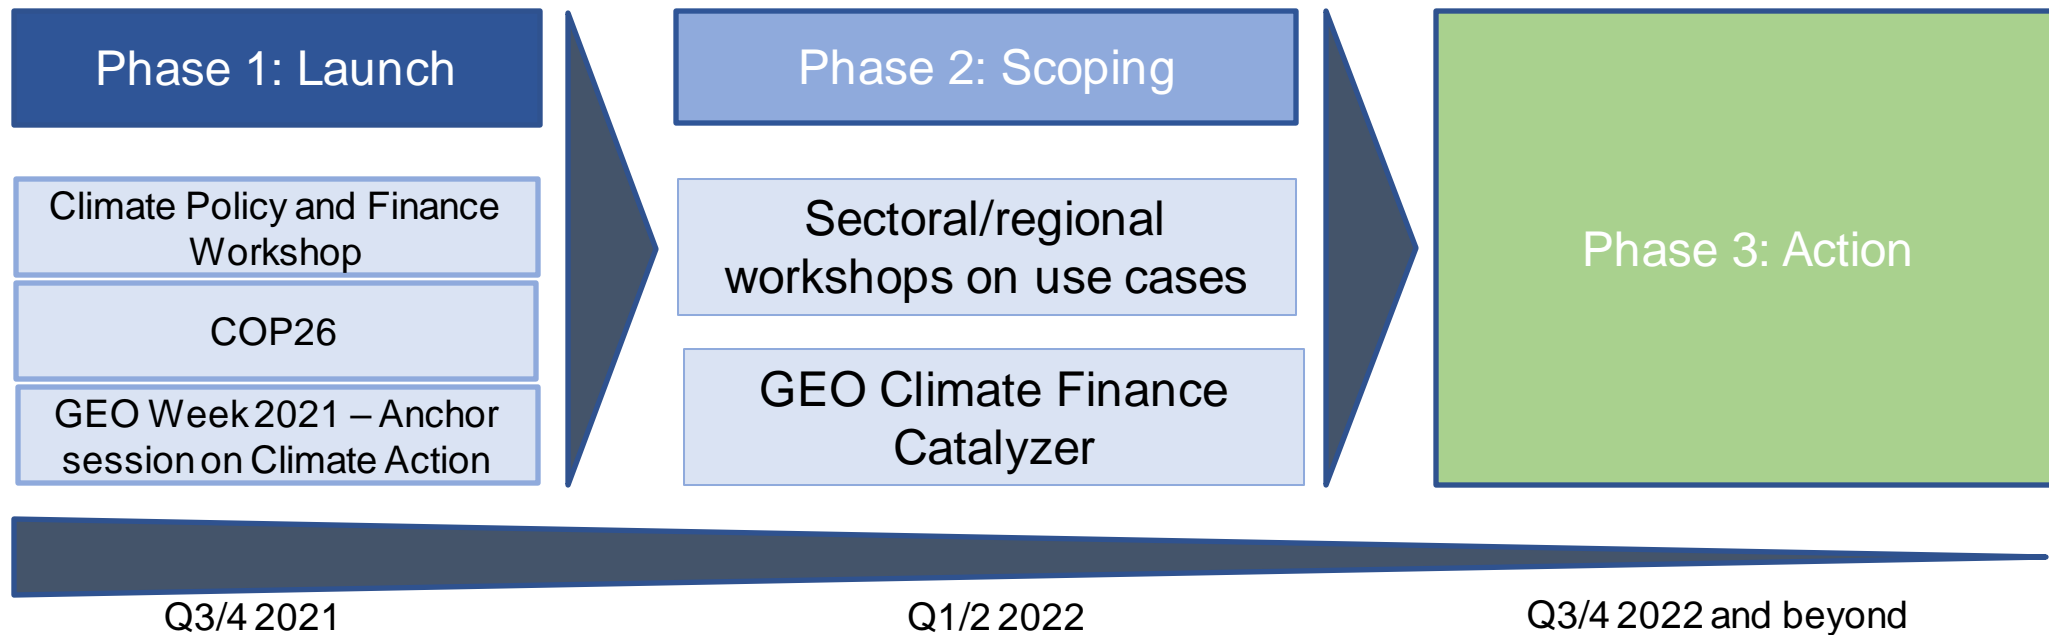 Phase 1: Launch
Climate Policy and Finance
Workshop
COP26
GEO Week 2021 – Anchor
session on Climate Action
Phase 2: Scoping
Sectoral/regional
workshops on use cases
GEO Climate Finance
Catalyzer
Phase 3: Action
Q3/4 2021
Q1/2 2022
Q3/4 2022 and beyond